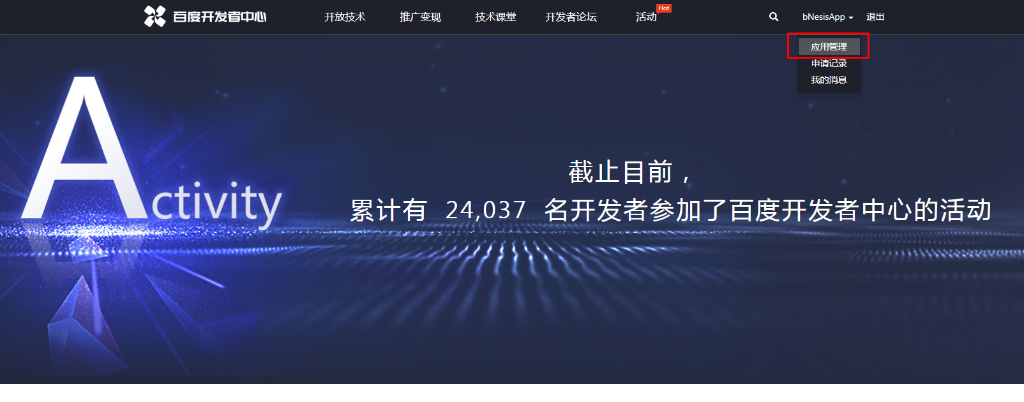 百度开发者中心 开放技术 推广变现 技术课堂 开发者论坛 活动 Hot bNesisApp 退出
应用管理
申请记录
我的消息
Activity
截止目前，
累计有 24,037 名开发者参加了百度开发者中心的活动